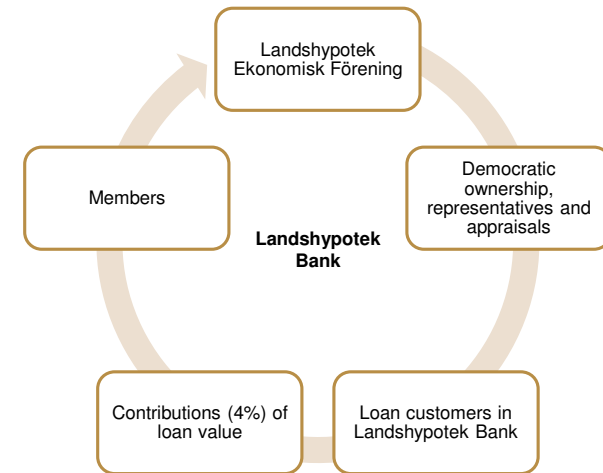 Landshypotek
Ekonomisk Förening
Democratic
ownership,
representatives and
appraisals
Members
Landshypotek
Bank
Contributions (4%) of
loan value
Loan customers in
Landshypotek Bank